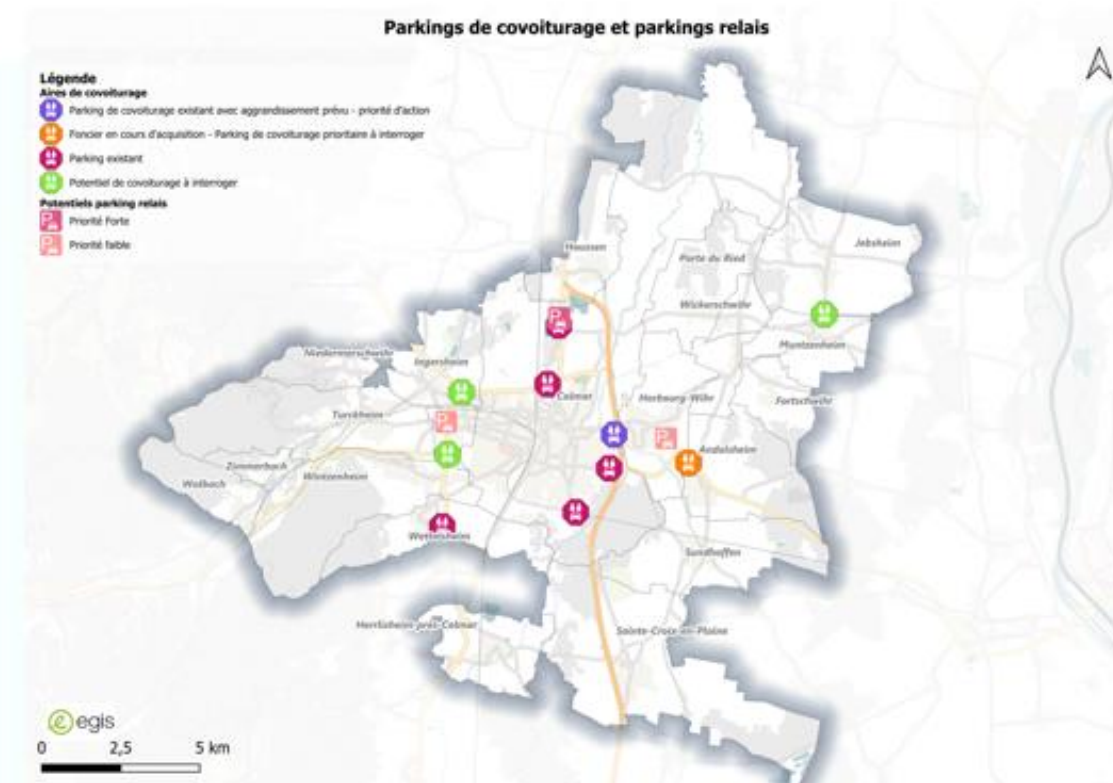 Parkings de covoiturage et parkings relais
Légende
Aires de covoiturage
Parking de covoiturage existant avec aggrandissement prévu - priorité d'action
Foncier en cours d'acquisition - Parking de covoiturage prioritaire à interroger
Parking existant
Potentiel de covoiturage à interroger
Potentiels parking relais
Priorité Forte
Priorité faible
Houssen
Jebsheim
Porte du Ried
Wickerschwihr
Muntzenheim
Niedermorschwihr
Ingersheim
Colmar
Horbourg-Wihr
Fortschwihr
Turckheim
Andolsheim
Zimmerbach
Wintzenheim
Walbach
Wettolsheim
Sundhoffen
Herrlisheim-près-Colmar
Sainte-Croix-en-Plaine
egis
0 2,5 5 km